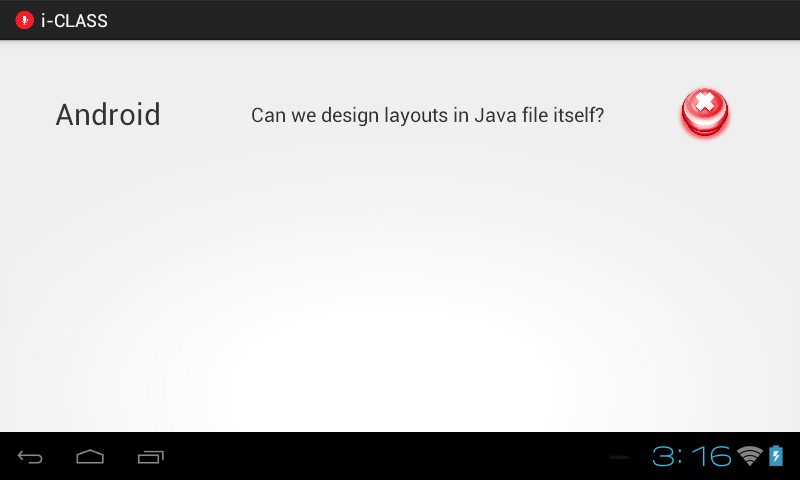 i-CLASS
Android
Can we design layouts in Java file itself?
3:16